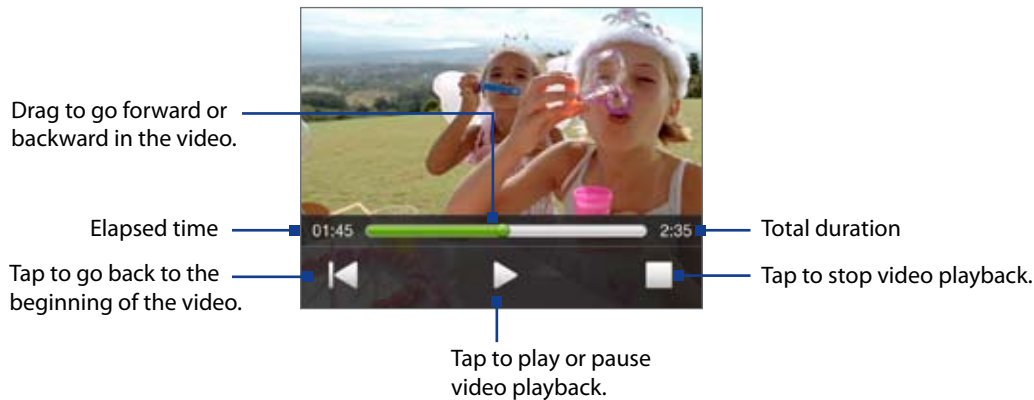 Drag to go forward or
backward in the video.
Elapsed time
01:45
2:35
Total duration
Tap to go back to the
beginning of the video.
Tap to stop video playback.
Tap to play or pause
video playback.